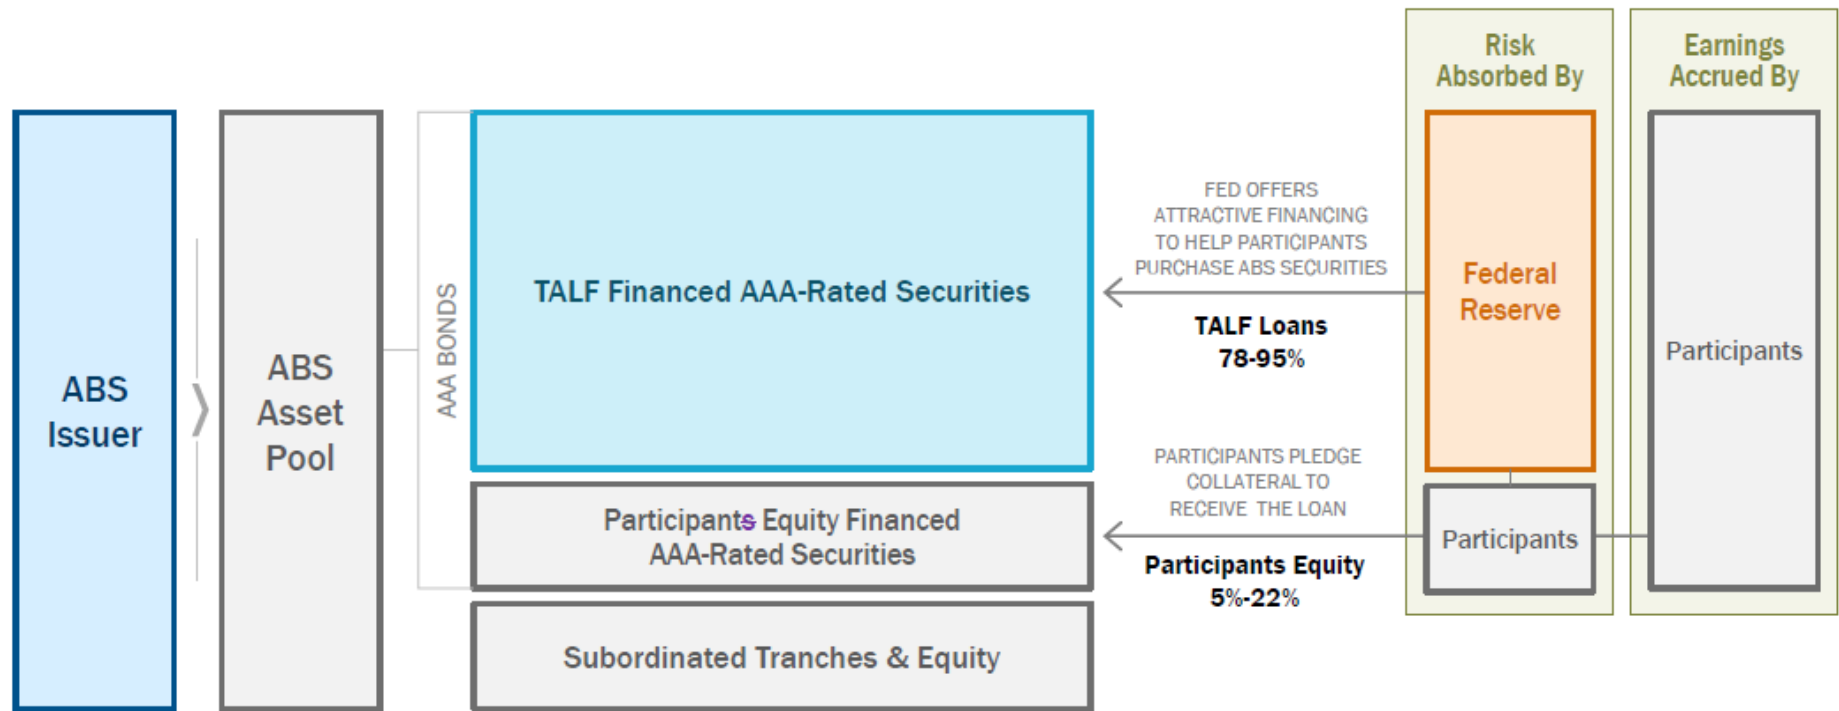 ABS
Issuer
ABS
Asset
Pool
AAA BONDS
TALF Financed AAA-Rated Securities
Participants Equity Financed
AAA-Rated Securities
Subordinated Tranches & Equity
FED OFFERS
ATTRACTIVE FINANCING
TO HELP PARTICIPANTS
PURCHASE ABS SECURITIES
TALF Loans
78-95%
PARTICIPANTS PLEDGE
COLLATERAL TO
RECEIVE THE LOAN
Participants Equity
5%-22%
Risk
Absorbed By
Federal
Reserve
Participants
Earnings
Accrued By
Participants